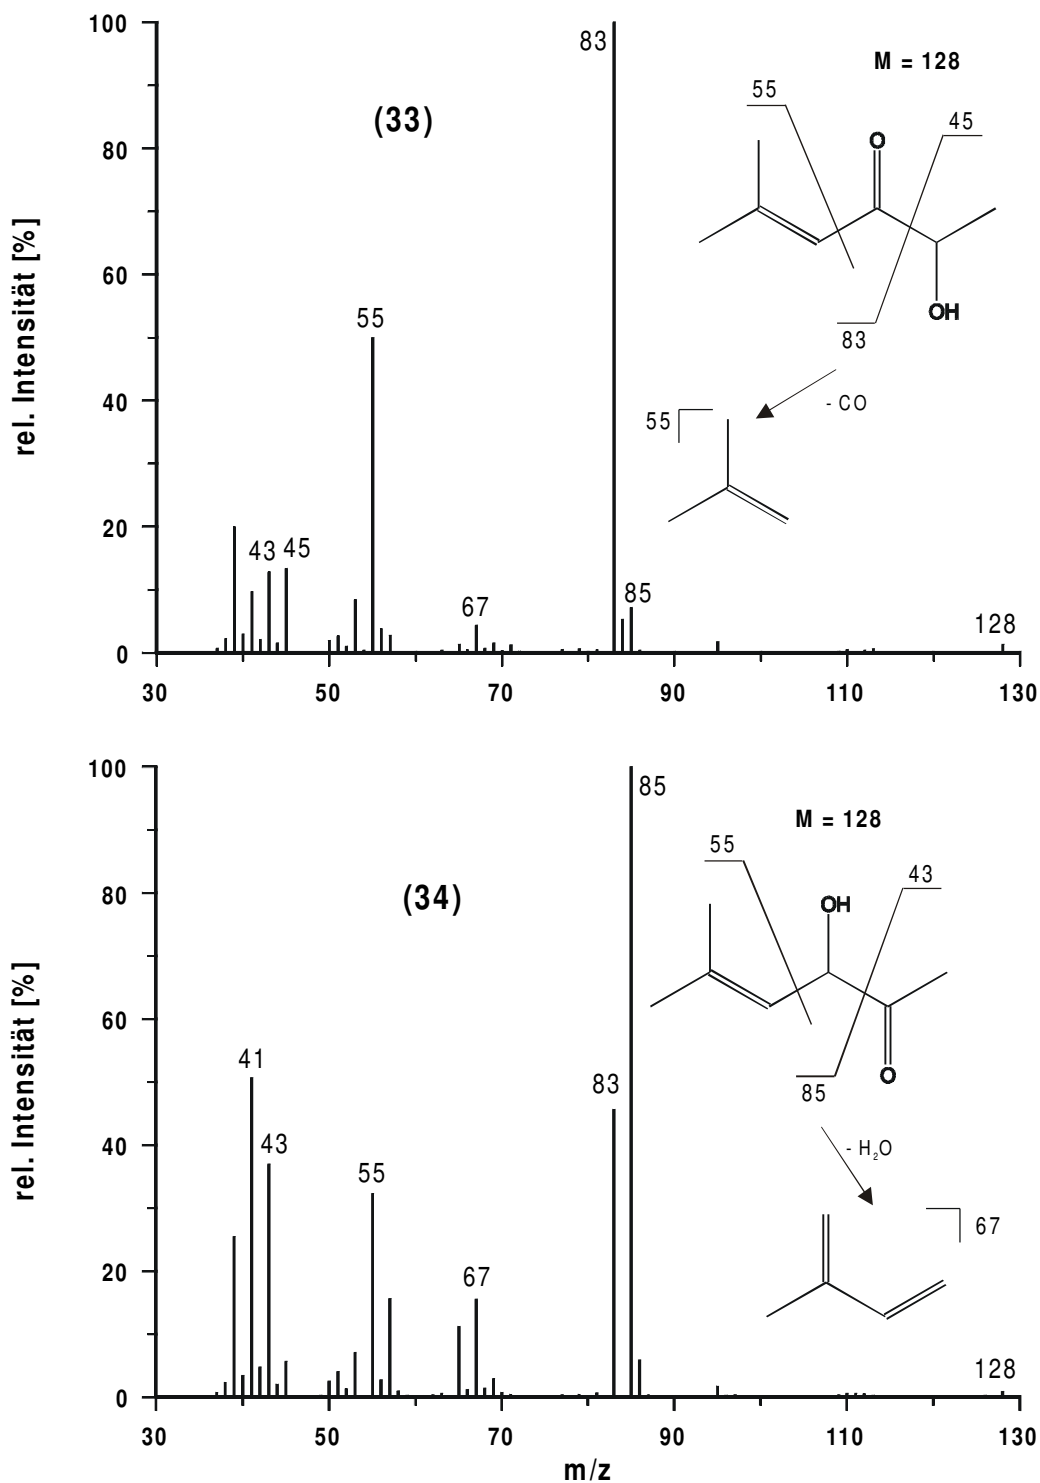 100
83
M = 128
55
(33)
45
O
80
60
OH
55
83
rel. Intensität [%]
40
- CO
55
20
43 45
85
67
128
0
30 50 70 90 110 130
100
85
M = 128
55
43
(34)
OH
80
60
41
O
83
85
rel. Intensität [%]
43
- H₂O
40
55
67
67
20
128
0
30 50 70 90 110 130
m/z